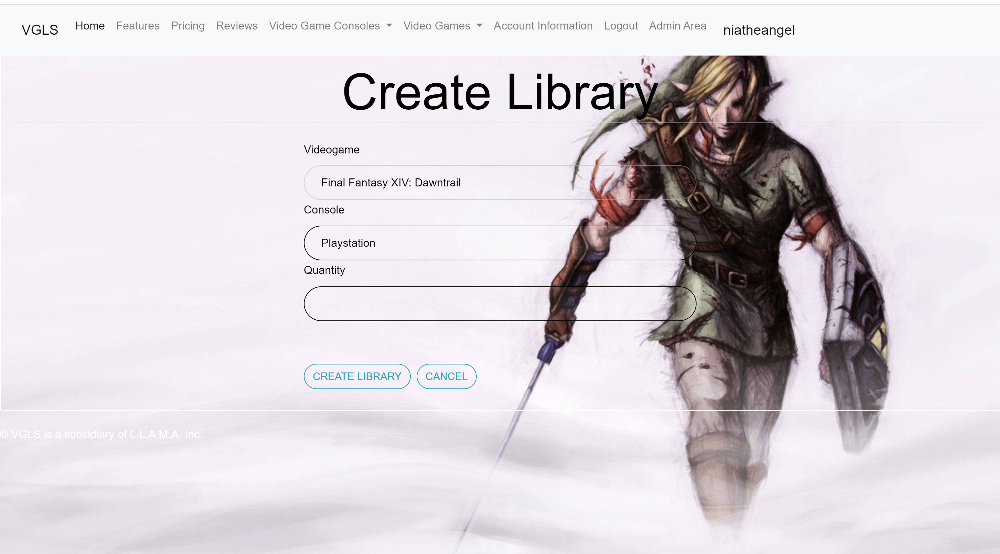 VGLS Home Features Pricing Reviews Video Game Consoles Video Games Account Information Logout Admin Area niatheangel
Create Library
Videogame
Final Fantasy XIV: Dawntrail
Console
Playstation
Quantity
CREATE LIBRARY CANCEL
© VGLS is a subsidiary of L.L.A.M.A. Inc.